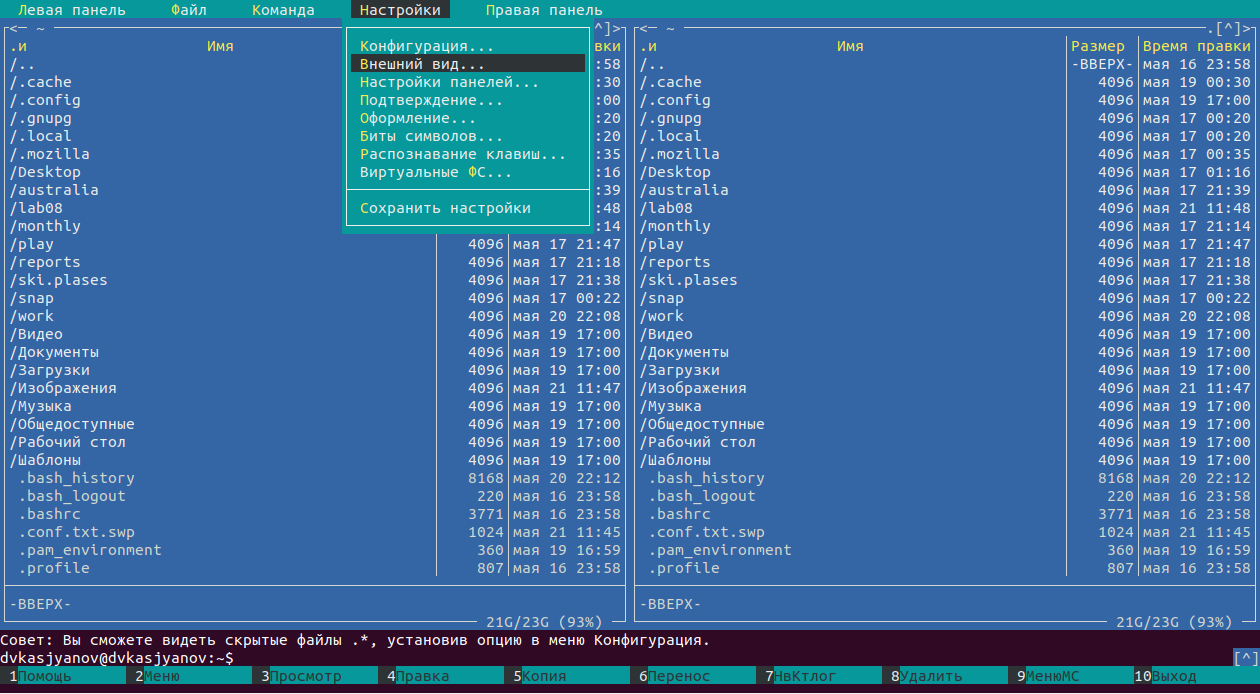 Левая панель Файл Команда Настройки Правая панель
<─ ~ ^]> <─ ~ .[^]>
.и Имя вки .и Имя Размер Время правки
Конфигурация...
/.. Внешний вид... :58 /.. -ВВЕРХ- мая 16 23:58
/.cache Настройки панелей... :30 /.cache 4096 мая 19 00:30
/.config Подтверждение... :00 /.config 4096 мая 19 17:00
/.gnupg Оформление... :20 /.gnupg 4096 мая 17 00:20
/.local Биты символов... :20 /.local 4096 мая 17 00:20
/.mozilla Распознавание клавиш... :35 /.mozilla 4096 мая 17 00:35
/Desktop Виртуальные ФС... :16 /Desktop 4096 мая 17 01:16
/australia :39 /australia 4096 мая 17 21:39
/lab08 Сохранить настройки :48 /lab08 4096 мая 21 11:48
/monthly :14 /monthly 4096 мая 17 21:14
/play 4096 мая 17 21:47 /play 4096 мая 17 21:47
/reports 4096 мая 17 21:18 /reports 4096 мая 17 21:18
/ski.plases 4096 мая 17 21:38 /ski.plases 4096 мая 17 21:38
/snap 4096 мая 17 00:22 /snap 4096 мая 17 00:22
/work 4096 мая 20 22:08 /work 4096 мая 20 22:08
/Видео 4096 мая 19 17:00 /Видео 4096 мая 19 17:00
/Документы 4096 мая 19 17:00 /Документы 4096 мая 19 17:00
/Загрузки 4096 мая 19 17:00 /Загрузки 4096 мая 19 17:00
/Изображения 4096 мая 21 11:47 /Изображения 4096 мая 21 11:47
/Музыка 4096 мая 19 17:00 /Музыка 4096 мая 19 17:00
/Общедоступные 4096 мая 19 17:00 /Общедоступные 4096 мая 19 17:00
/Рабочий стол 4096 мая 19 17:00 /Рабочий стол 4096 мая 19 17:00
/Шаблоны 4096 мая 19 17:00 /Шаблоны 4096 мая 19 17:00
.bash_history 8168 мая 20 22:12 .bash_history 8168 мая 20 22:12
.bash_logout 220 мая 16 23:58 .bash_logout 220 мая 16 23:58
.bashrc 3771 мая 16 23:58 .bashrc 3771 мая 16 23:58
.conf.txt.swp 1024 мая 21 11:45 .conf.txt.swp 1024 мая 21 11:45
.pam_environment 360 мая 19 16:59 .pam_environment 360 мая 19 16:59
.profile 807 мая 16 23:58 .profile 807 мая 16 23:58
-ВВЕРХ- -ВВЕРХ-
21G/23G (93%) 21G/23G (93%)
Совет: Вы сможете видеть скрытые файлы .*, установив опцию в меню Конфигурация.
dvkasjyanov@dvkasjyanov:~$ [^]
1Помощь 2Меню 3Просмотр 4Правка 5Копия 6Перенос 7НвКтлог 8Удалить 9МенюМС 10Выход